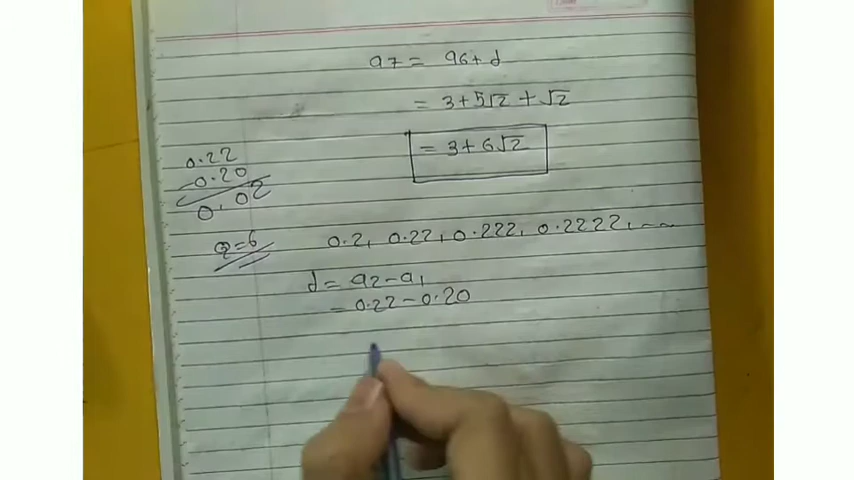 a7 = a6+d
= 3+5√2 + √2
= 3+6√2
0.22
-0.20
0.02
Q=6
0.2, 0.22, 0.222, 0.2222, ....
d = a2-a1
= 0.22-0.20